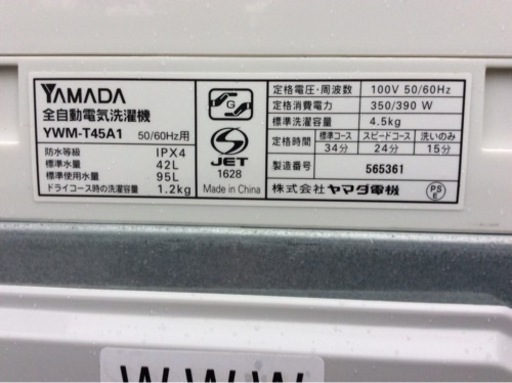 YAMADA
全自動電気洗濯機
YWM-T45A1 50/60Hz用
防水等級 IPX4
標準水量 42L
標準使用水量 95L
ドライコース時の洗濯容量 1.2kg
G
S
JET
1628
Made in China
定格電圧・周波数 100V 50/60Hz
定格消費電力 350/390 W
標準洗濯容量 4.5kg
定格時間 標準コース スピードコース 洗いのみ
34分 24分 15分
製造番号 565361
株式会社ヤマダ電機
PS
E
WWW